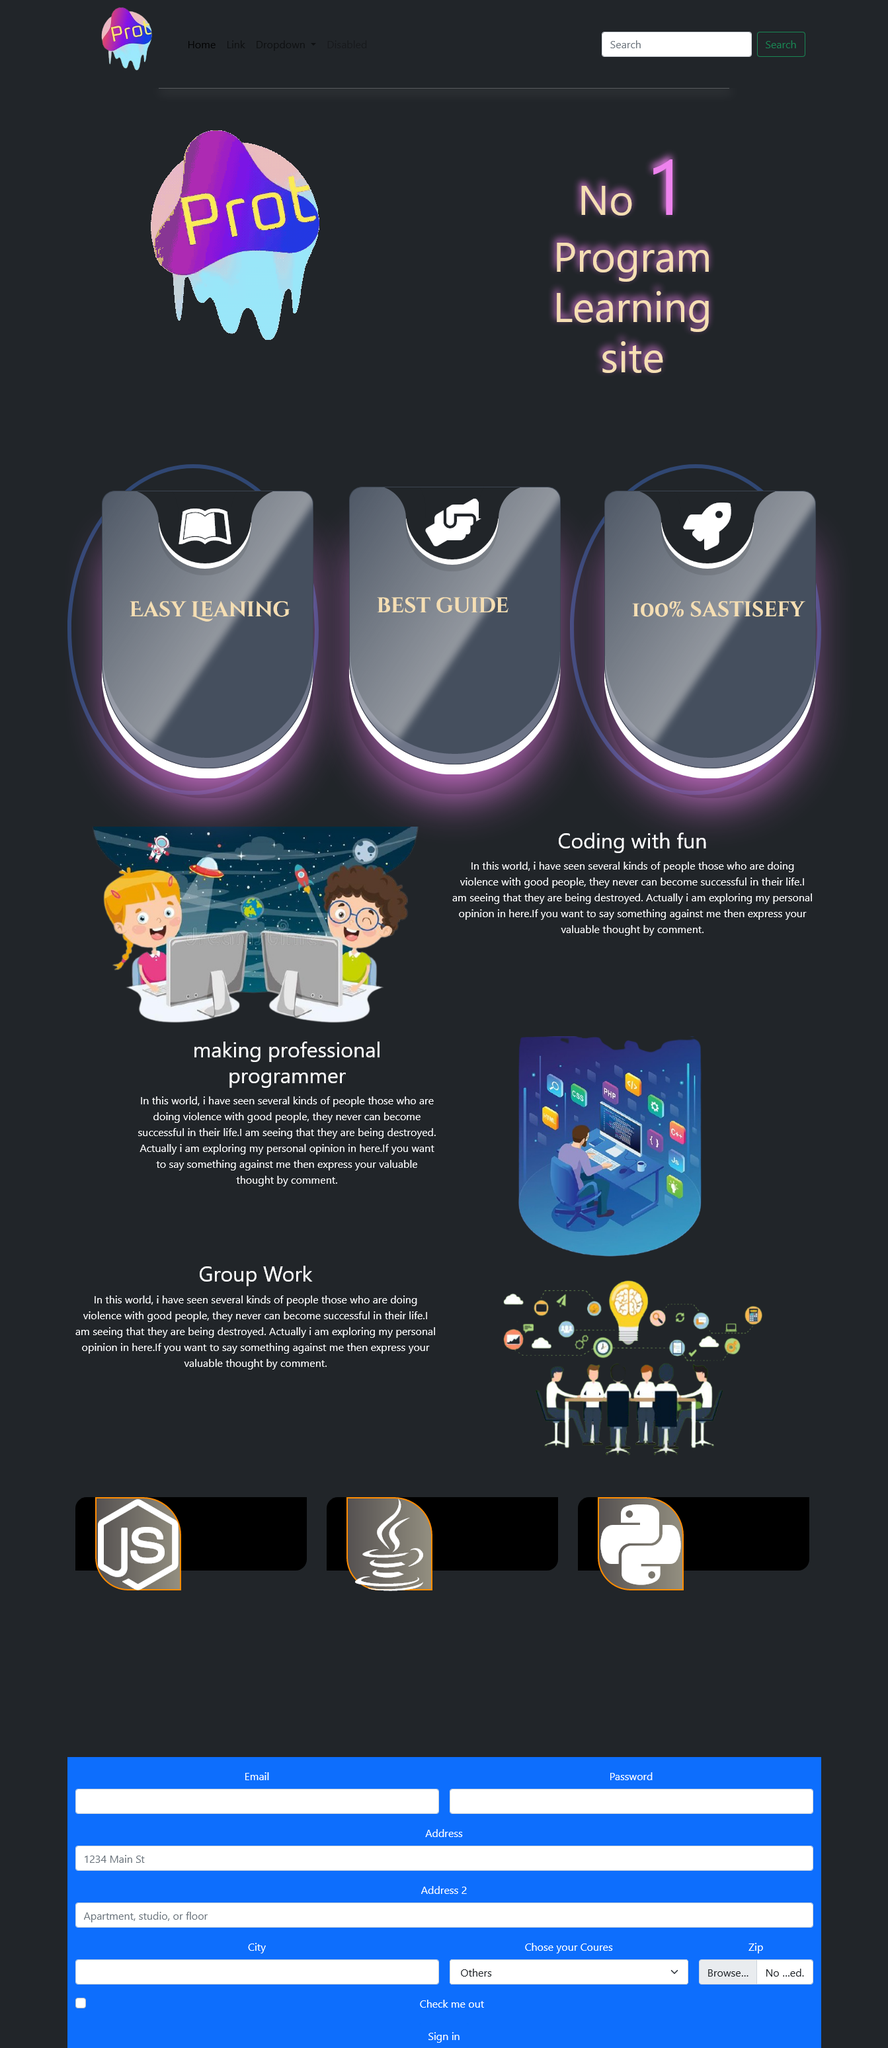 Prot
Home Link Dropdown Disabled
Search
Search
Prot
No 1
Program
Learning
site
Easy Leaning
Best Guide
100% Sastisefy
Coding with fun
In this world, i have seen several kinds of people those who are doing
violence with good people, they never can become successful in their life.I
am seeing that they are being destroyed. Actually i am exploring my personal
opinion in here.If you want to say something against me then express your
valuable thought by comment.
making professional
programmer
In this world, i have seen several kinds of people those who are
doing violence with good people, they never can become
successful in their life.I am seeing that they are being destroyed.
Actually i am exploring my personal opinion in here.If you want
to say something against me then express your valuable
thought by comment.
CSS
PHP
</>
C++
{ }
Js
Group Work
In this world, i have seen several kinds of people those who are doing
violence with good people, they never can become successful in their life.I
am seeing that they are being destroyed. Actually i am exploring my personal
opinion in here.If you want to say something against me then express your
valuable thought by comment.
JS
Email Password
Address
1234 Main St
Address 2
Apartment, studio, or floor
City Chose your Coures Zip
Others Browse... No ...ed.
Check me out
Sign in